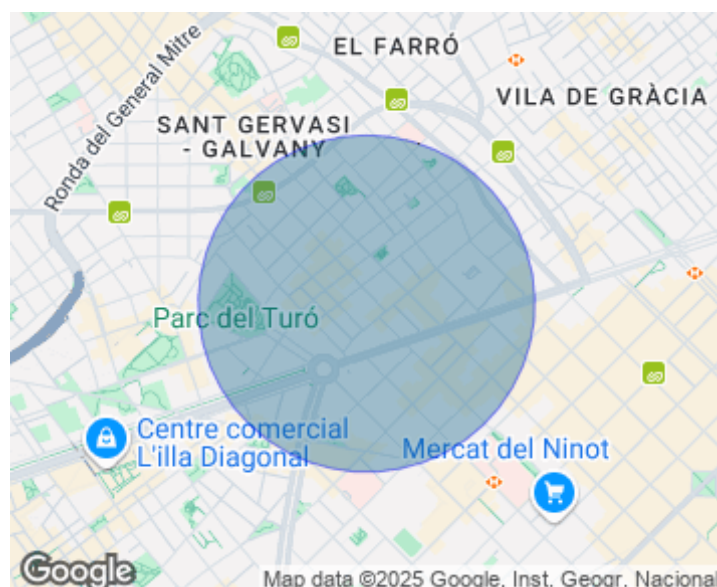 EL FARRÓ
Ronda del General Mitre
VILA DE GRÀCIA
SANT GERVASI
- GALVANY
Parc del Turó
Centre comercial
L'illa Diagonal
Mercat del Ninot
Google
Map data ©2025 Google, Inst. Geogr. Nacional